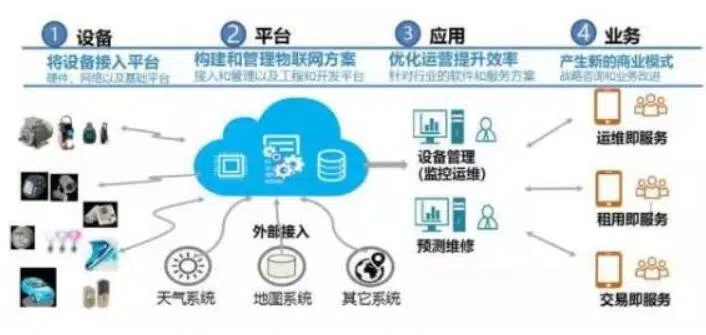 1 设备
将设备接入平台
硬件、网络以及基础平台
2 平台
构建和管理物联网方案
接入和管理以及工程和开发平台
3 应用
优化运营提升效率
针对行业的软件和服务方案
4 业务
产生新的商业模式
战略咨询和业务改进
外部接入
天气系统
地图系统
其它系统
设备管理
(监控运维)
预测维修
运维即服务
租用即服务
交易即服务